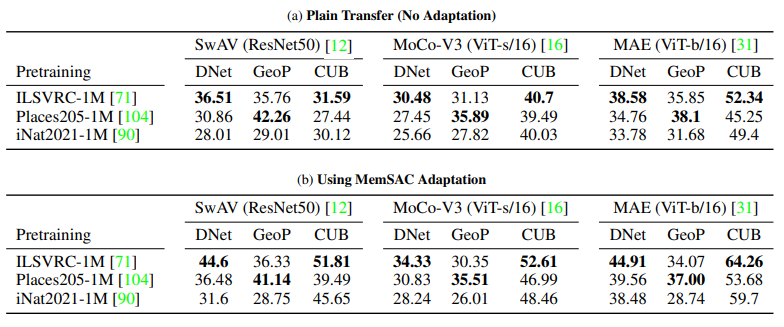 (a) Plain Transfer (No Adaptation)
SwAV (ResNet50) [12] MoCo-V3 (ViT-s/16) [16] MAE (ViT-b/16) [31]
Pretraining DNet GeoP CUB DNet GeoP CUB DNet GeoP CUB
ILSVRC-1M [71] 36.51 35.76 31.59 30.48 31.13 40.7 38.58 35.85 52.34
Places205-1M [104] 30.86 42.26 27.44 27.45 35.89 39.49 34.76 38.1 45.25
iNat2021-1M [90] 28.01 29.01 30.12 25.66 27.82 40.03 33.78 31.68 49.4
(b) Using MemSAC Adaptation
SwAV (ResNet50) [12] MoCo-V3 (ViT-s/16) [16] MAE (ViT-b/16) [31]
Pretraining DNet GeoP CUB DNet GeoP CUB DNet GeoP CUB
ILSVRC-1M [71] 44.6 36.33 51.81 34.33 30.35 52.61 44.91 34.07 64.26
Places205-1M [104] 36.48 41.14 39.49 30.83 35.51 46.99 39.56 37.00 53.68
iNat2021-1M [90] 31.6 28.75 45.65 28.24 26.01 48.46 38.48 28.74 59.7